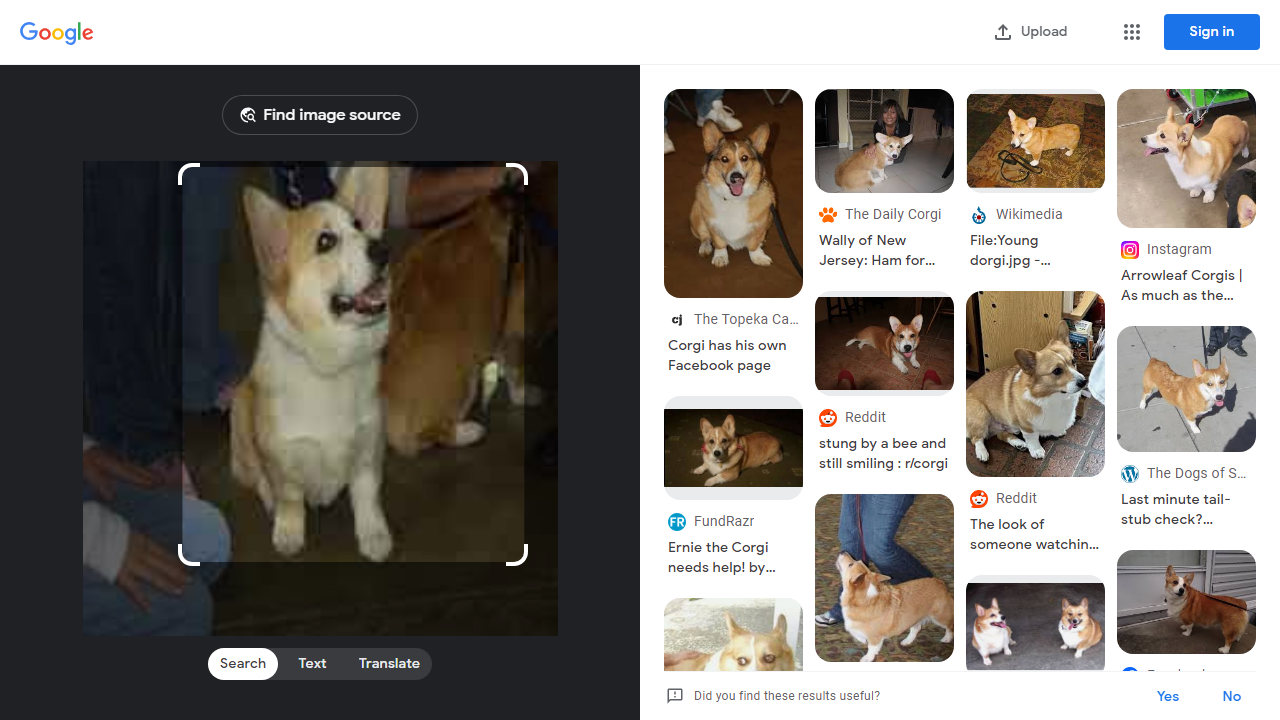 Google
Upload
Sign in
Find image source
Search
Text
Translate
cj
The Topeka Ca...
Corgi has his own
Facebook page
FR
FundRazr
Ernie the Corgi
needs help! by...
The Daily Corgi
Wally of New
Jersey: Ham for...
Reddit
stung by a bee and
still smiling : r/corgi
Wikimedia
File:Young
dorgi.jpg -...
Reddit
The look of
someone watchin...
Instagram
Arrowleaf Corgis |
As much as the...
The Dogs of S...
Last minute tail-
stub check?...
Did you find these results useful?
Yes
No